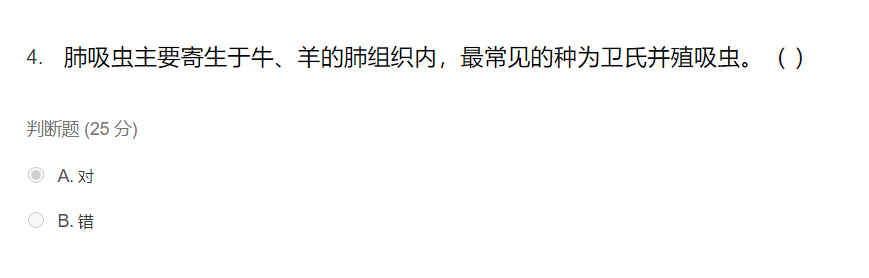 4. 肺吸虫主要寄生于牛、羊的肺组织内，最常见的种为卫氏并殖吸虫。（ ）
判断题 (25 分)
A. 对
B. 错